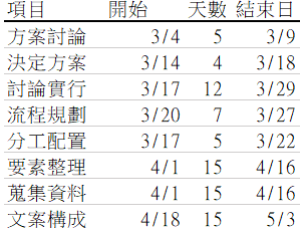 項目 開始 天數 結束日
方案討論 3/4 5 3/9
決定方案 3/14 4 3/18
討論實行 3/17 12 3/29
流程規劃 3/20 7 3/27
分工配置 3/17 5 3/22
要素整理 4/1 15 4/16
蒐集資料 4/1 15 4/16
文案構成 4/18 15 5/3